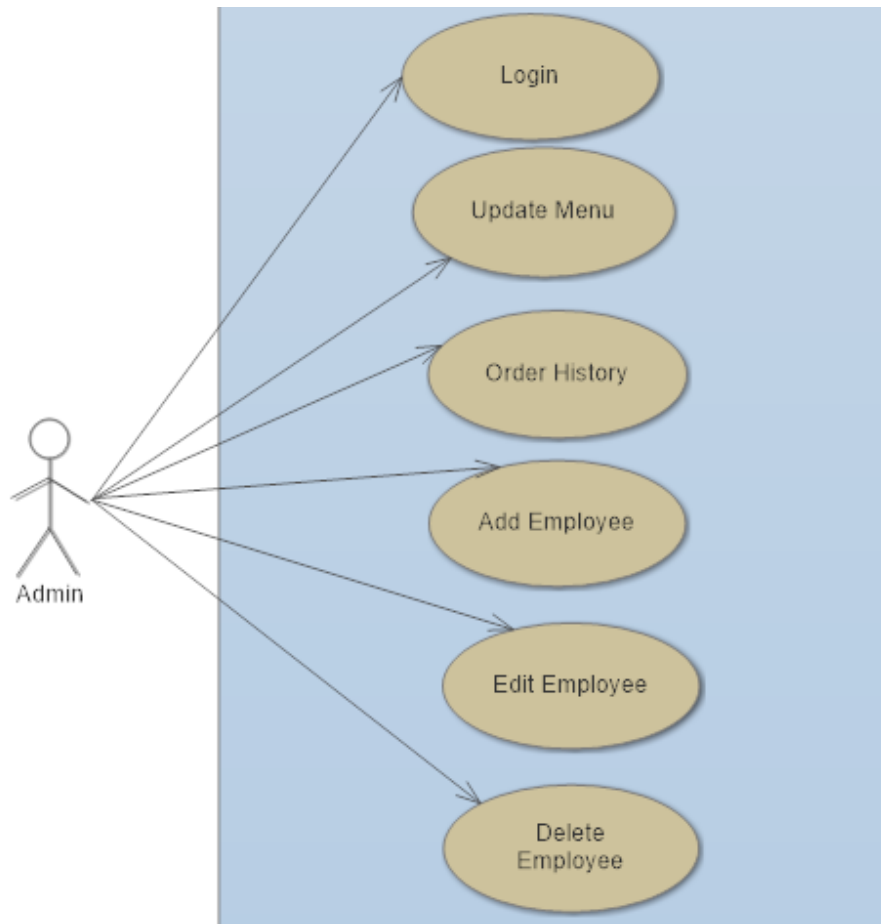 Login
Update Menu
Order History
Add Employee
Admin
Edit Employee
Delete
Employee